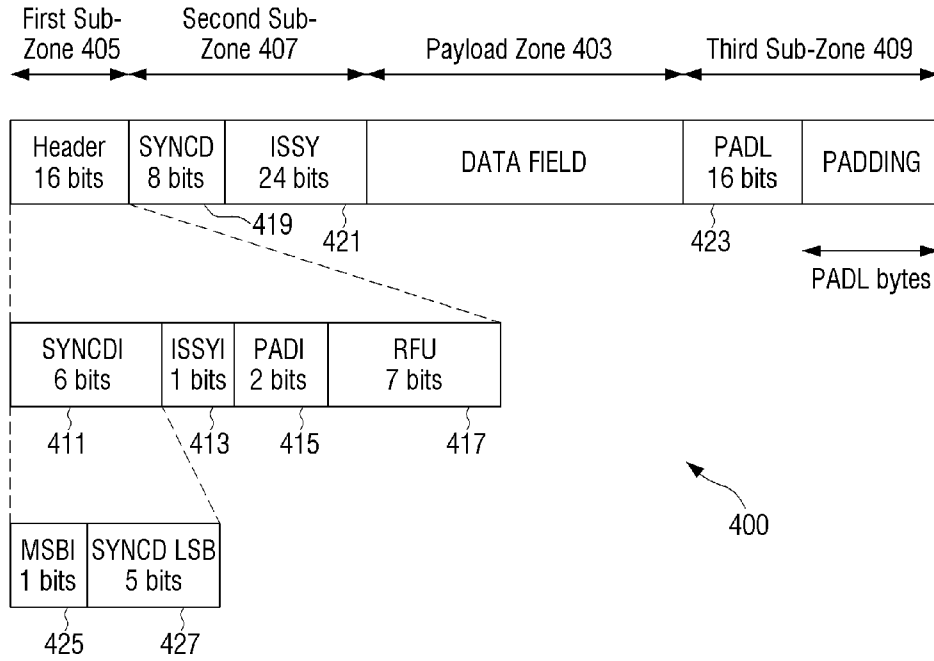 First Sub-
Zone 405
Second Sub-
Zone 407
Payload Zone 403
Third Sub-Zone 409
Header
16 bits
SYNCD
8 bits
ISSY
24 bits
DATA FIELD
PADL
16 bits
PADDING
419
421
423
PADL bytes
SYNCDI
6 bits
ISSYI
1 bits
PADI
2 bits
RFU
7 bits
411
413
415
417
400
MSBI
1 bits
SYNCD LSB
5 bits
425
427